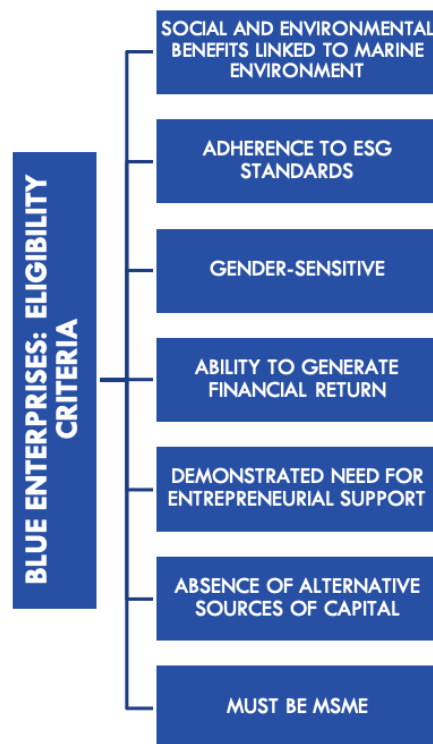 BLUE ENTERPRISES: ELIGIBILITY
CRITERIA
SOCIAL AND ENVIRONMENTAL
BENEFITS LINKED TO MARINE
ENVIRONMENT
ADHERENCE TO ESG
STANDARDS
GENDER-SENSITIVE
ABILITY TO GENERATE
FINANCIAL RETURN
DEMONSTRATED NEED FOR
ENTREPRENEURIAL SUPPORT
ABSENCE OF ALTERNATIVE
SOURCES OF CAPITAL
MUST BE MSME